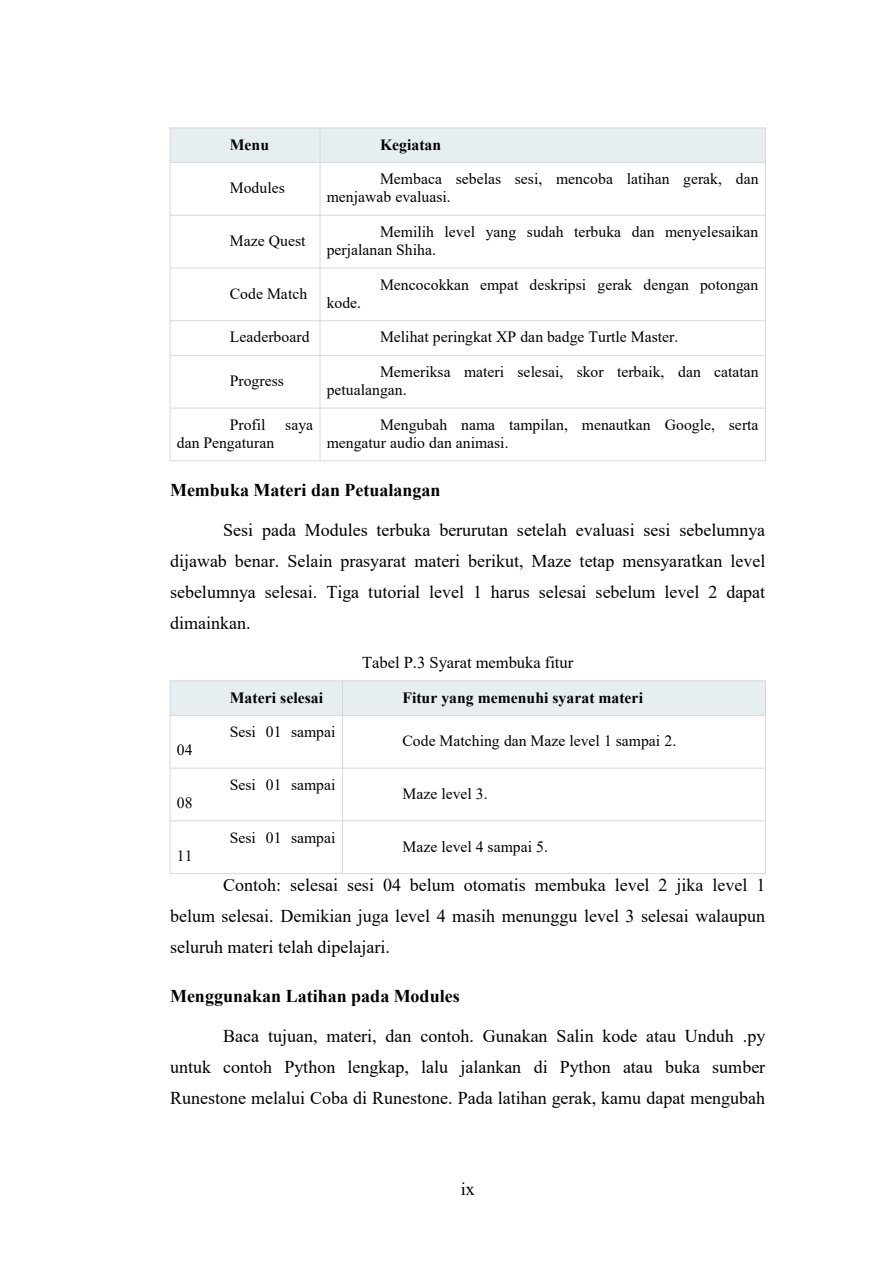 Menu Kegiatan
Modules
Membaca sebelas sesi, mencoba latihan gerak, dan
menjawab evaluasi.
Maze Quest
Memilih level yang sudah terbuka dan menyelesaikan
perjalanan Shiha.
Code Match
Mencocokkan empat deskripsi gerak dengan potongan
kode.
Leaderboard Melihat peringkat XP dan badge Turtle Master.
Progress
Memeriksa materi selesai, skor terbaik, dan catatan
petualangan.
Profil saya
dan Pengaturan
Mengubah nama tampilan, menautkan Google, serta
mengatur audio dan animasi.
Membuka Materi dan Petualangan
Sesi pada Modules terbuka berurutan setelah evaluasi sesi sebelumnya
dijawab benar. Selain prasyarat materi berikut, Maze tetap mensyaratkan level
sebelumnya selesai. Tiga tutorial level 1 harus selesai sebelum level 2 dapat
dimainkan.
Tabel P.3 Syarat membuka fitur
Materi selesai Fitur yang memenuhi syarat materi
Sesi 01 sampai
04
Code Matching dan Maze level 1 sampai 2.
Sesi 01 sampai
08
Maze level 3.
Sesi 01 sampai
11
Maze level 4 sampai 5.
Contoh: selesai sesi 04 belum otomatis membuka level 2 jika level 1
belum selesai. Demikian juga level 4 masih menunggu level 3 selesai walaupun
seluruh materi telah dipelajari.
Menggunakan Latihan pada Modules
Baca tujuan, materi, dan contoh. Gunakan Salin kode atau Unduh .py
untuk contoh Python lengkap, lalu jalankan di Python atau buka sumber
Runestone melalui Coba di Runestone. Pada latihan gerak, kamu dapat mengubah
ix